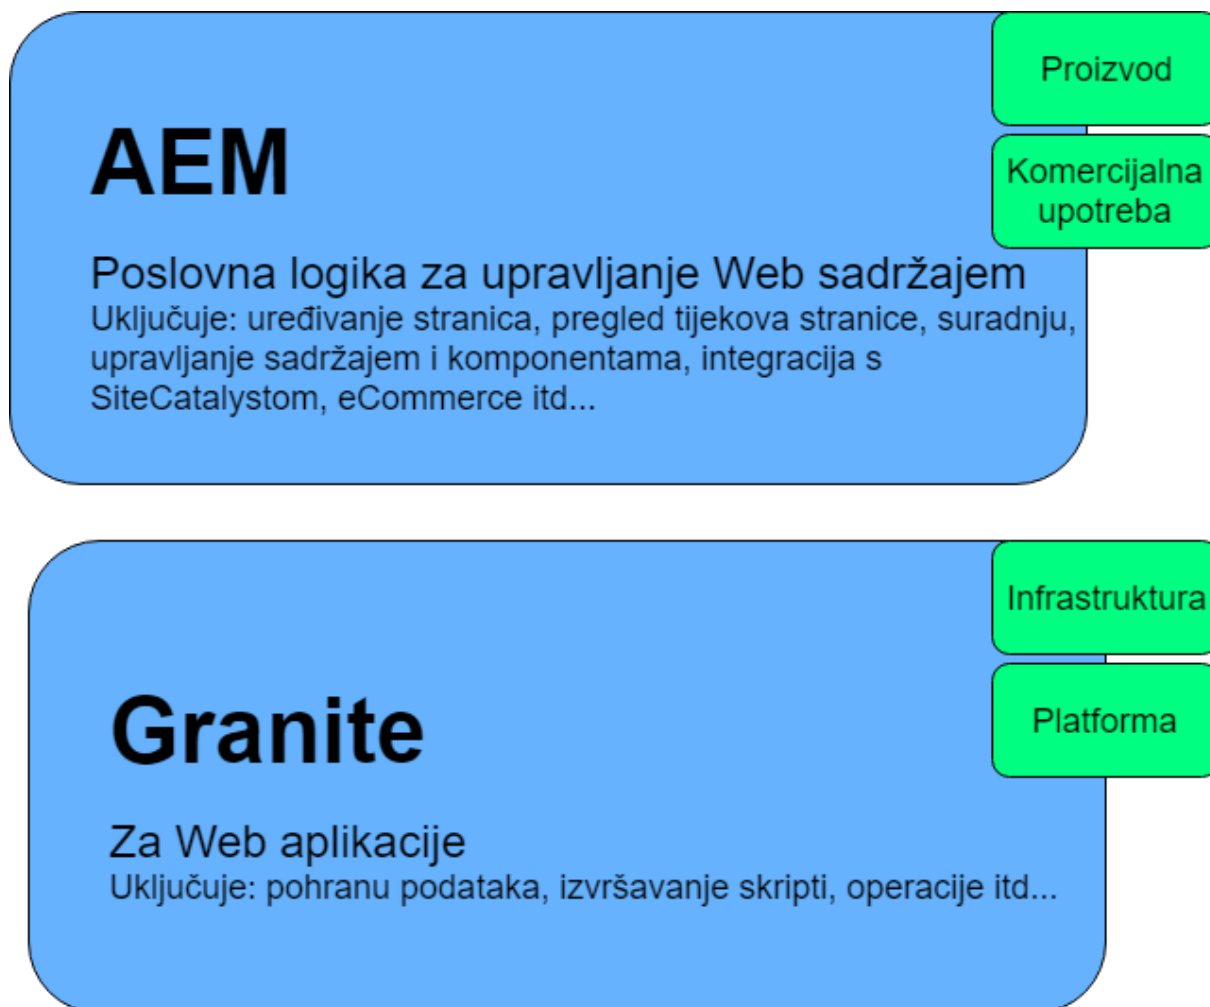 Proizvod
AEM
Komercijalna
upotreba
Poslovna logika za upravljanje Web sadržajem
Uključuje: uređivanje stranica, pregled tijekova stranice, suradnju,
upravljanje sadržajem i komponentama, integracija s
SiteCatalystom, eCommerce itd...
Infrastruktura
Granite
Platforma
Za Web aplikacije
Uključuje: pohranu podataka, izvršavanje skripti, operacije itd...